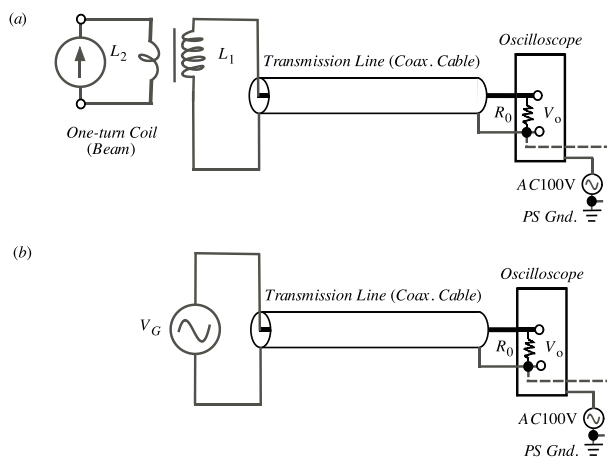 (a)
L2
L1
One-turn Coil
(Beam)
Transmission Line (Coax. Cable)
Oscilloscope
R0
Vo
AC100V
PS Gnd.
(b)
VG
Transmission Line (Coax. Cable)
Oscilloscope
R0
Vo
AC100V
PS Gnd.